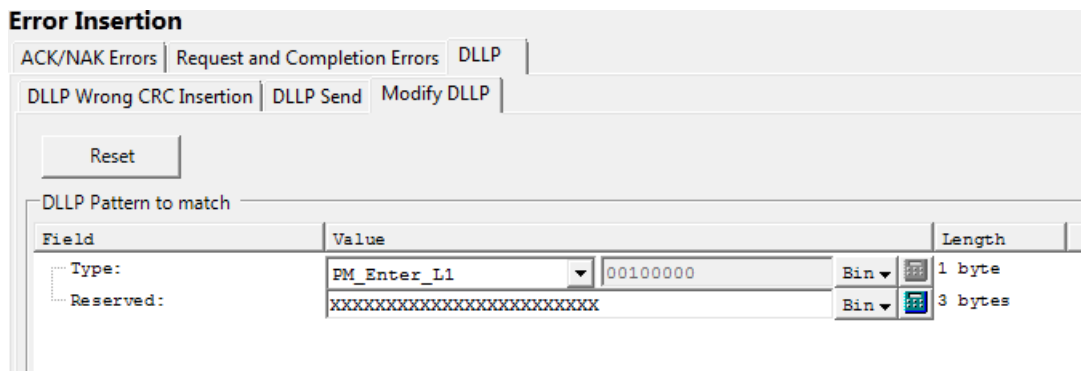 Error Insertion
ACK/NAK Errors Request and Completion Errors DLLP
DLLP Wrong CRC Insertion DLLP Send Modify DLLP
Reset
DLLP Pattern to match
Field Value Length
Type: PM_Enter_L1 00100000 Bin 1 byte
Reserved: XXXXXXXXXXXXXXXXXXXXXXXX Bin 3 bytes